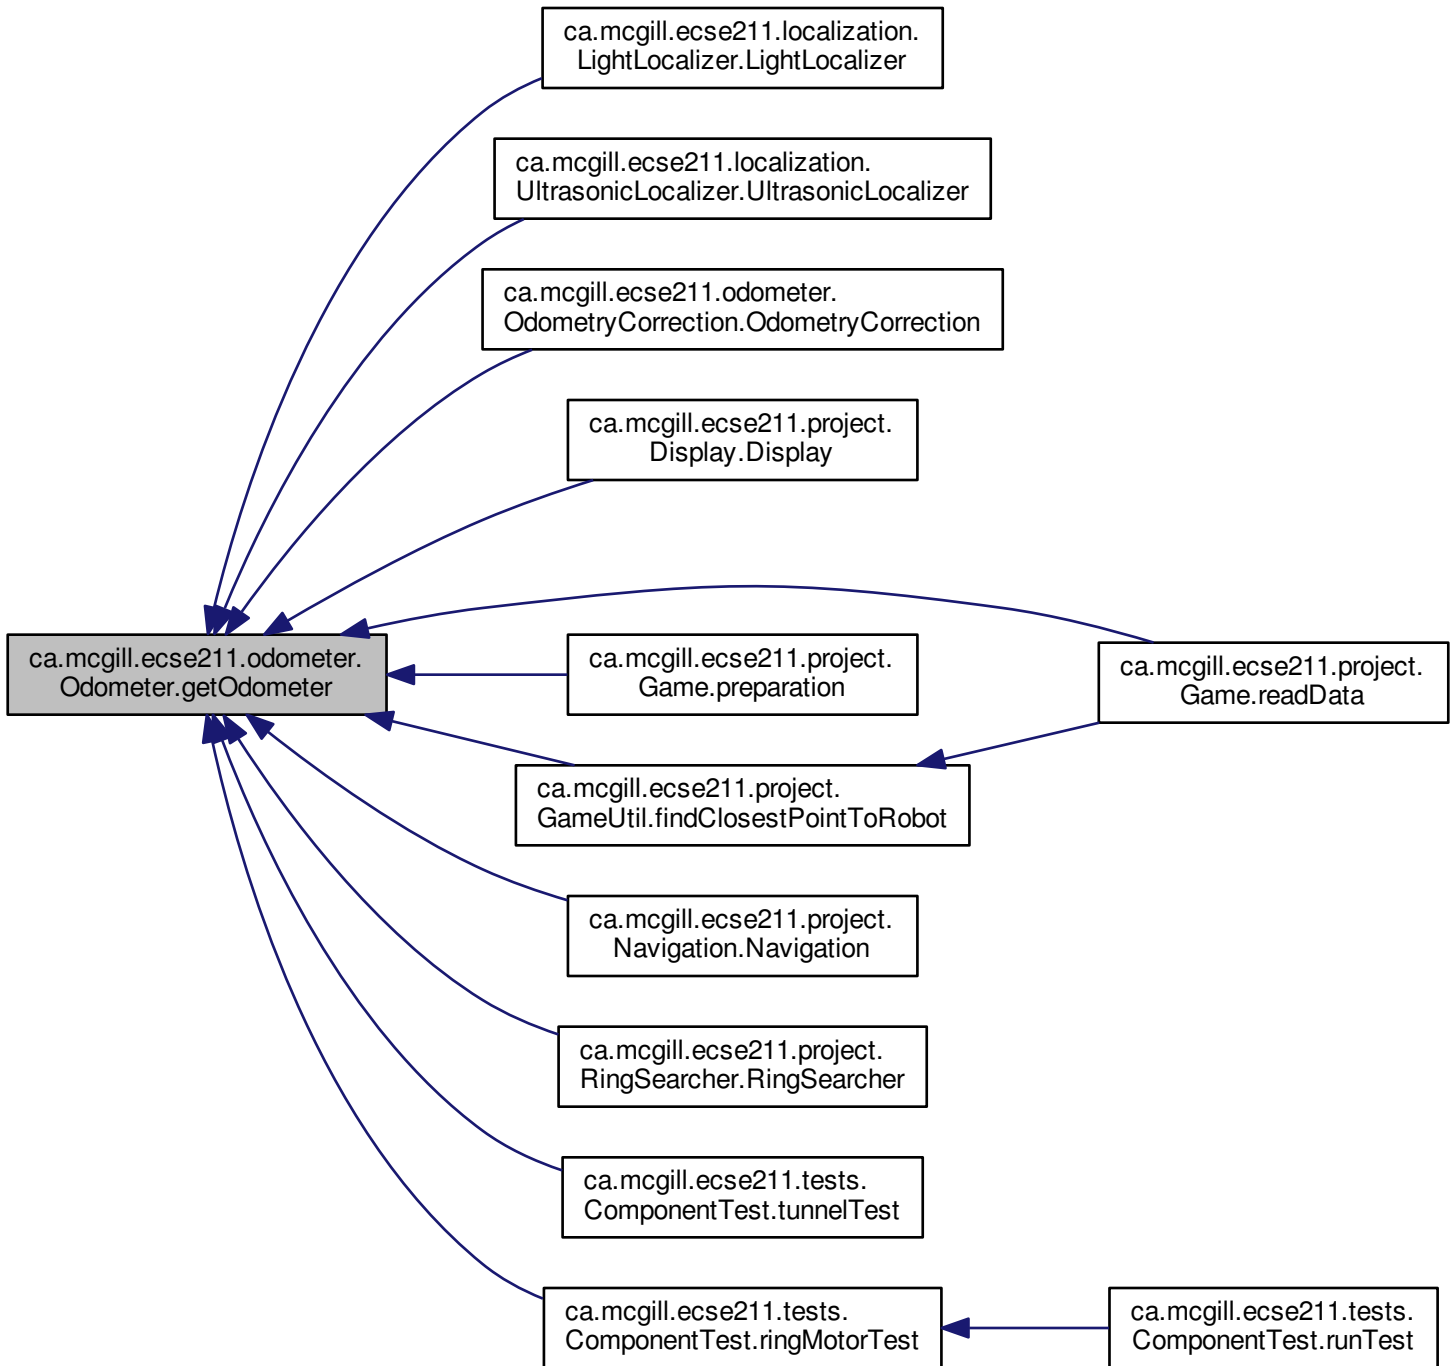 ca.mcgill.ecse211.localization.
LightLocalizer.LightLocalizer
ca.mcgill.ecse211.localization.
UltrasonicLocalizer.UltrasonicLocalizer
ca.mcgill.ecse211.odometer.
OdometryCorrection.OdometryCorrection
ca.mcgill.ecse211.project.
Display.Display
ca.mcgill.ecse211.odometer.
Odometer.getOdometer
ca.mcgill.ecse211.project.
Game.preparation
ca.mcgill.ecse211.project.
Game.readData
ca.mcgill.ecse211.project.
GameUtil.findClosestPointToRobot
ca.mcgill.ecse211.project.
Navigation.Navigation
ca.mcgill.ecse211.project.
RingSearcher.RingSearcher
ca.mcgill.ecse211.tests.
ComponentTest.tunnelTest
ca.mcgill.ecse211.tests.
ComponentTest.ringMotorTest
ca.mcgill.ecse211.tests.
ComponentTest.runTest